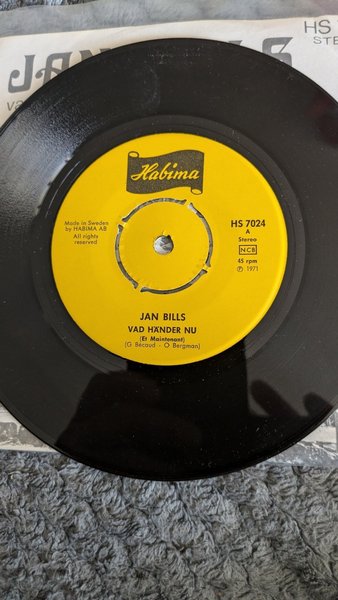 HS
STE
Habima
Made in Sweden
by HABIMA AB
All rights
reserved
HS 7024
A
Stereo
NCB
45 rpm
Ⓟ 1971
JAN BILLS
VAD HÄNDER NU
(Et Maintenant)
(G Bécaud - O Bergman)